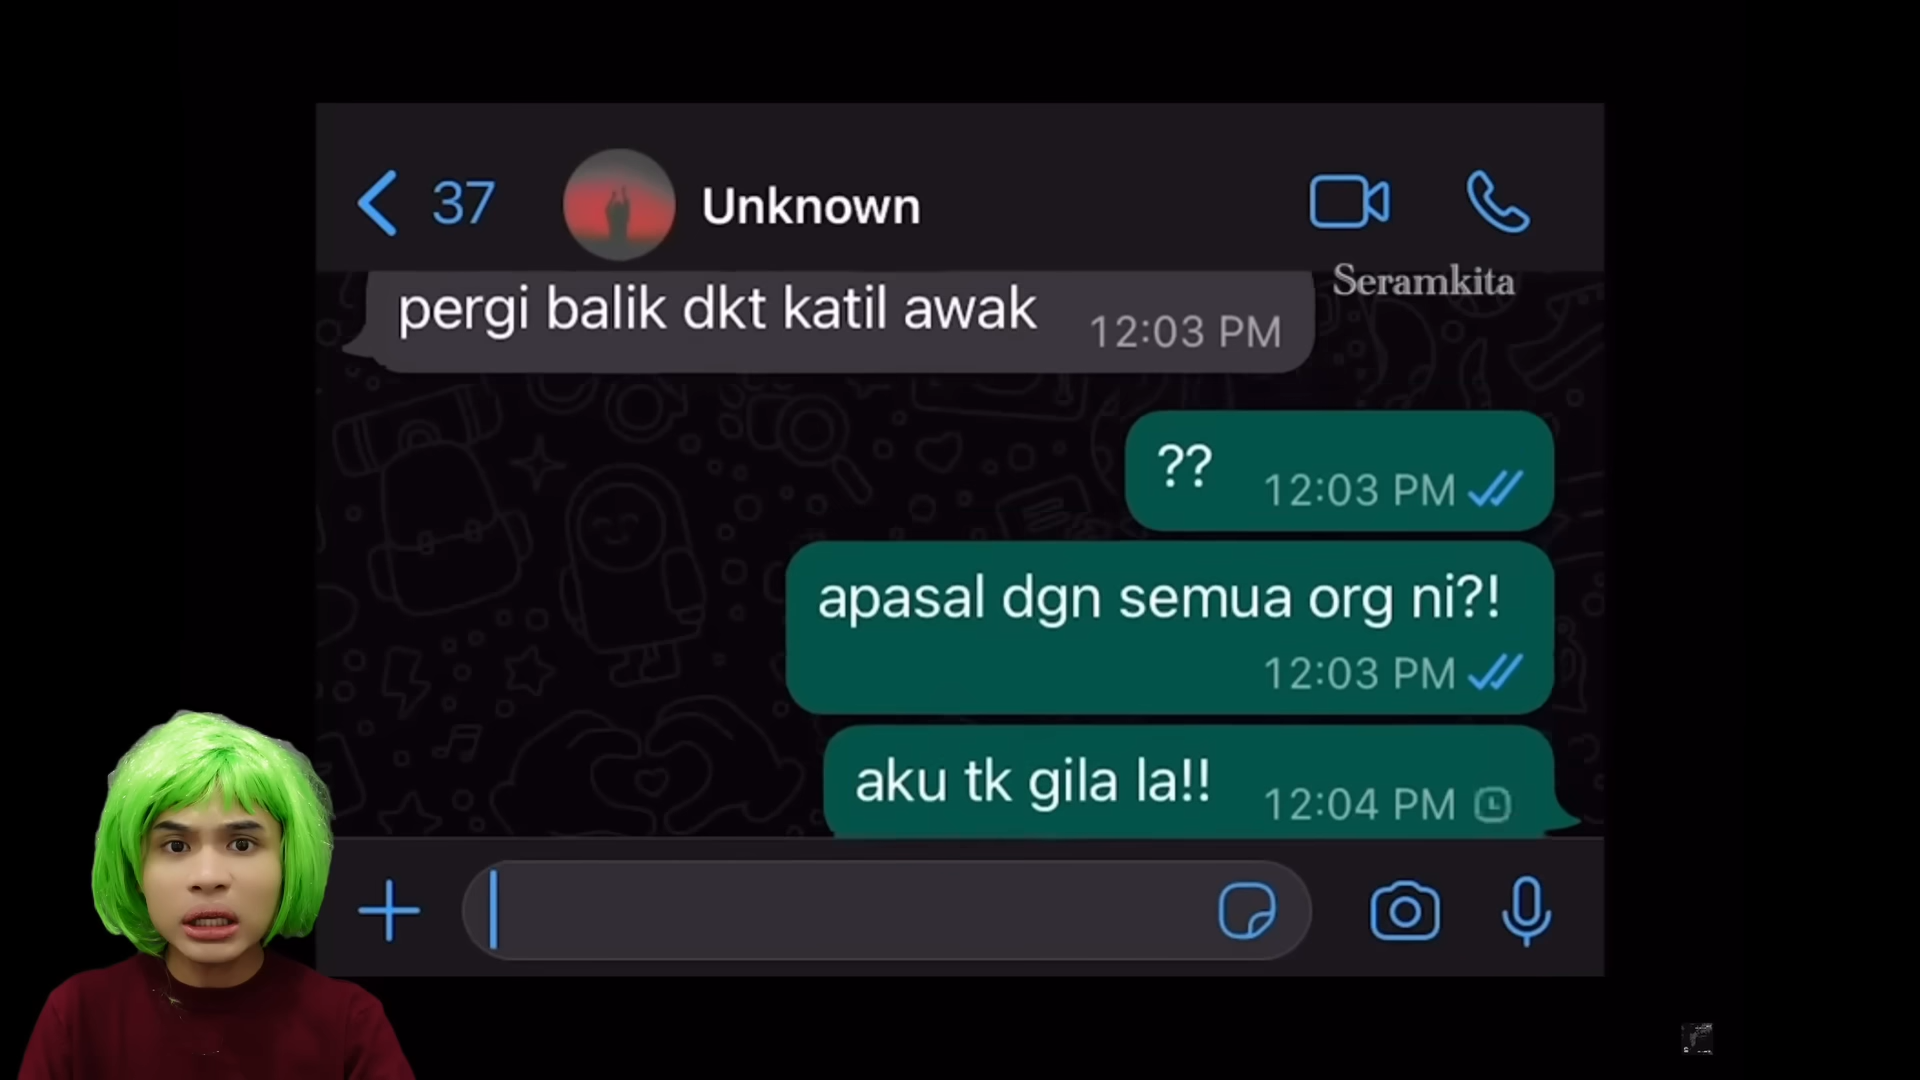 37
Unknown
Seramkita
pergi balik dkt katil awak
12:03 PM
??
12:03 PM
apasal dgn semua org ni?!
12:03 PM
aku tk gila la!!
12:04 PM